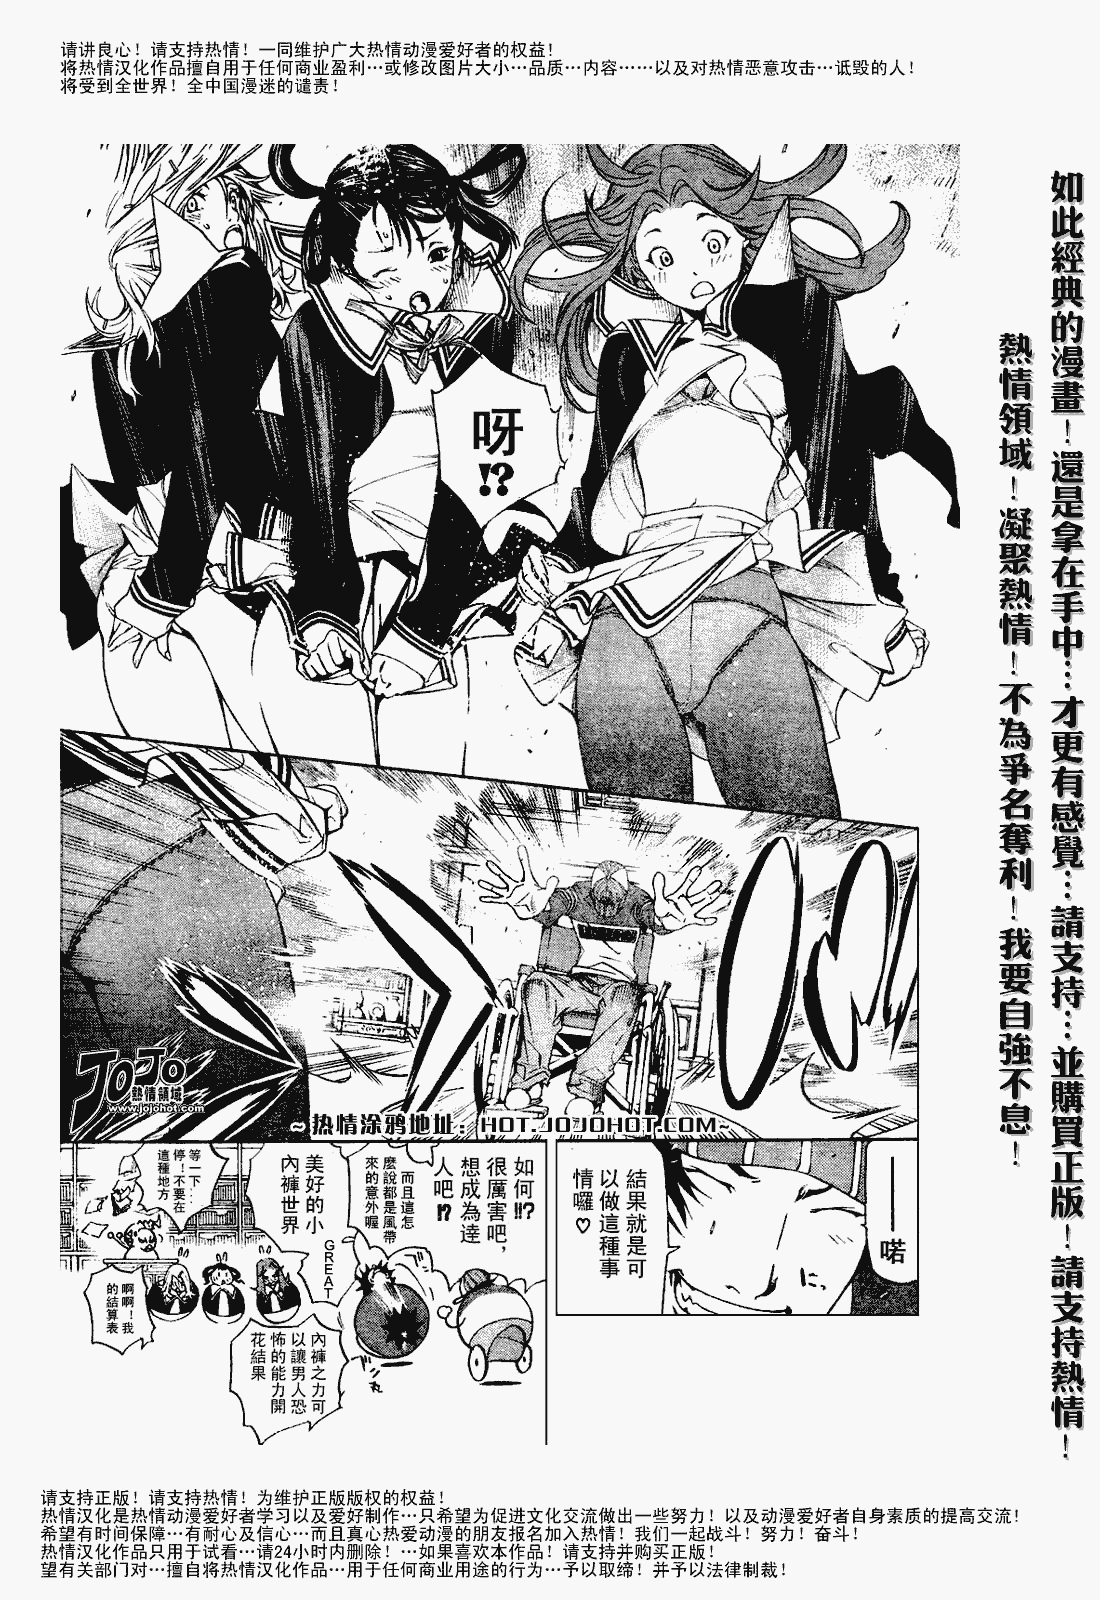 请讲良心！请支持热情！一同维护广大热情动漫爱好者的权益！
将热情汉化作品擅自用于任何商业盈利…或修改图片大小…品质…内容……以及对热情恶意攻击…诋毁的人！
将受到全世界！全中国漫迷的谴责！
如此經典的漫畫！還是拿在手中…才更有感覺…請支持…並購買正版！請支持熱情！
熱情領域！凝聚熱情！不為爭名奪利！我要自強不息！
呀
!?
JOJO
熱情領域
www.jojohot.com
~热情涂鸦地址：HOT.JOJOHOT.COM~
——喏
結果就是可
以做這種事
情囉♡
如何!!?
很厲害吧，
想成為達
人吧!?
而且這怎
麼說都是風帶
來的意外喔
美好的小
內褲世界
GREAT
內褲之力可
以讓男人恐
怖的能力開
花結果
等一下…
停！不要在
這種地方
啊啊！我
的結算表
请支持正版！请支持热情！为维护正版版权的权益！
热情汉化是热情动漫爱好者学习以及爱好制作…只希望为促进文化交流做出一些努力！以及动漫爱好者自身素质的提高交流！
希望有时间保障…有耐心及信心…而且真心热爱动漫的朋友报名加入热情！我们一起战斗！努力！奋斗！
热情汉化作品只用于试看…请24小时内删除！…如果喜欢本作品！请支持并购买正版！
望有关部门对…擅自将热情汉化作品…用于任何商业用途的行为…予以取缔！并予以法律制裁！